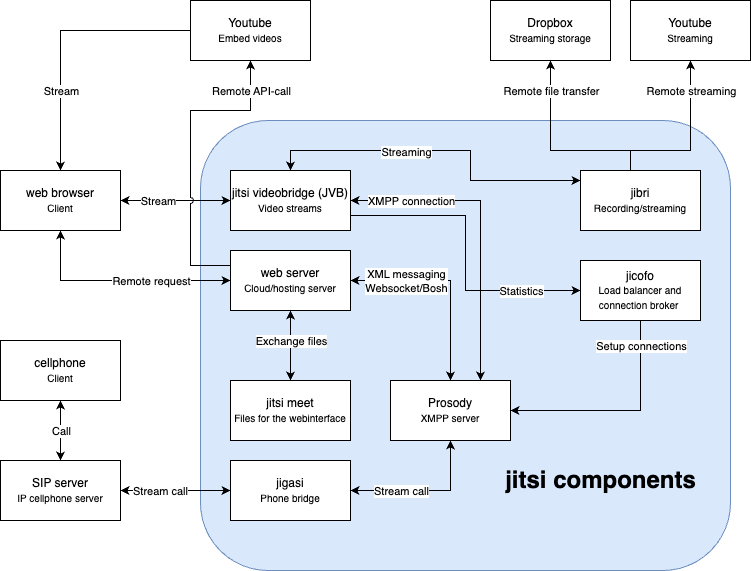 Youtube
Embed videos
Dropbox
Streaming storage
Youtube
Streaming
Stream
Remote API-call
Remote file transfer
Remote streaming
Streaming
web browser
Client
Stream
jitsi videobridge (JVB)
Video streams
XMPP connection
jibri
Recording/streaming
Remote request
web server
Cloud/hosting server
XML messaging
Websocket/Bosh
Statistics
jicofo
Load balancer and
connection broker
Exchange files
Setup connections
cellphone
Client
jitsi meet
Files for the webinterface
Prosody
XMPP server
Call
SIP server
IP cellphone server
Stream call
jigasi
Phone bridge
Stream call
jitsi components